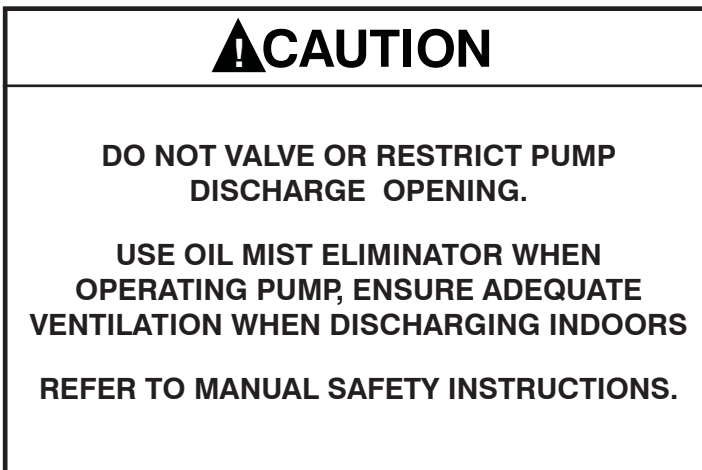 CAUTION
DO NOT VALVE OR RESTRICT PUMP
DISCHARGE OPENING.
USE OIL MIST ELIMINATOR WHEN
OPERATING PUMP, ENSURE ADEQUATE
VENTILATION WHEN DISCHARGING INDOORS
REFER TO MANUAL SAFETY INSTRUCTIONS.